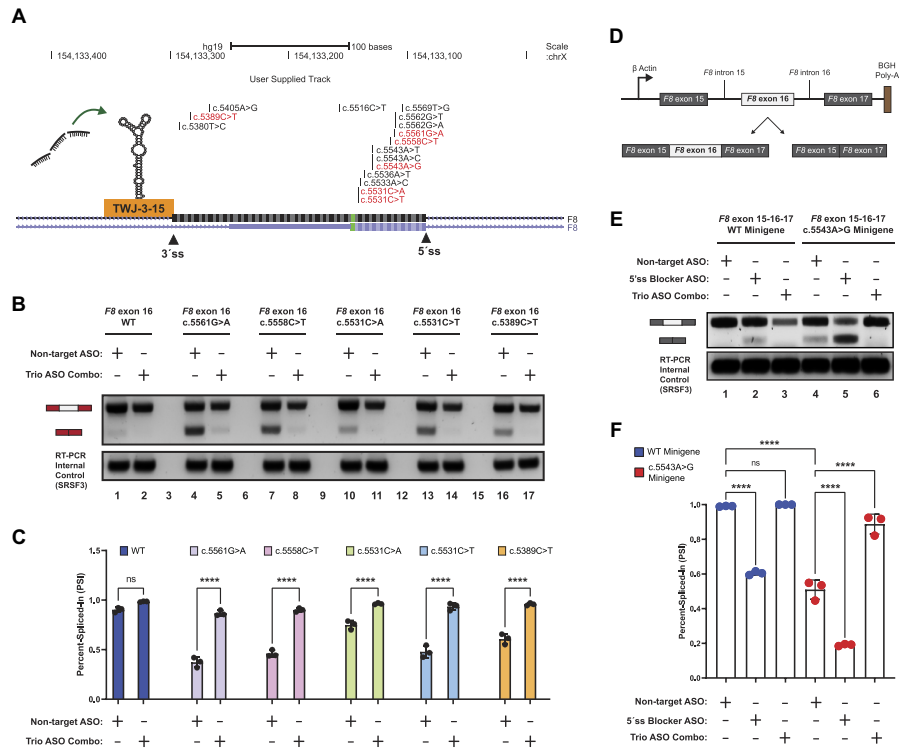 A
hg19
100 bases
Scale
154,133,400
154,133,300
154,133,200
154,133,100
:chrX
User Supplied Track
c.5405A>G
c.5389C>T
c.5380T>C
c.5516C>T
c.5569T>G
c.5562G>T
c.5562G>A
c.5561G>A
c.5558C>T
c.5543A>T
c.5543A>C
c.5543A>G
c.5536A>T
c.5533A>C
c.5531C>A
c.5531C>T
TWJ-3-15
F8
F8
3´ss
5´ss
B
F8 exon 16
WT
F8 exon 16
c.5561G>A
F8 exon 16
c.5558C>T
F8 exon 16
c.5531C>A
F8 exon 16
c.5531C>T
F8 exon 16
c.5389C>T
Non-target ASO: + – + – + – + – + – + –
Trio ASO Combo: – + – + – + – + – + – +
RT-PCR
Internal
Control
(SRSF3)
1 2 3 4 5 6 7 8 9 10 11 12 13 14 15 16 17
C
WT
c.5561G>A
c.5558C>T
c.5531C>A
c.5531C>T
c.5389C>T
Percent-Spliced-In (PSI)
1.5
1.0
0.5
0.0
ns
****
****
****
****
****
Non-target ASO: + – + – + – + – + – + –
Trio ASO Combo: – + – + – + – + – + – +
D
β Actin
F8 intron 15
F8 intron 16
BGH
Poly-A
F8 exon 15
F8 exon 16
F8 exon 17
F8 exon 15
F8 exon 16
F8 exon 17
F8 exon 15
F8 exon 17
E
F8 exon 15-16-17
WT Minigene
F8 exon 15-16-17
c.5543A>G Minigene
Non-target ASO: + – – + – –
5'ss Blocker ASO: – + – – + –
Trio ASO Combo: – – + – – +
RT-PCR
Internal
Control
(SRSF3)
1 2 3 4 5 6
F
WT Minigene
c.5543A>G
Minigene
****
ns
****
****
****
Percent-Spliced-In (PSI)
1.0
0.8
0.6
0.4
0.2
0.0
Non-target ASO: + – – + – –
5´ss Blocker ASO: – + – – + –
Trio ASO Combo: – – + – – +